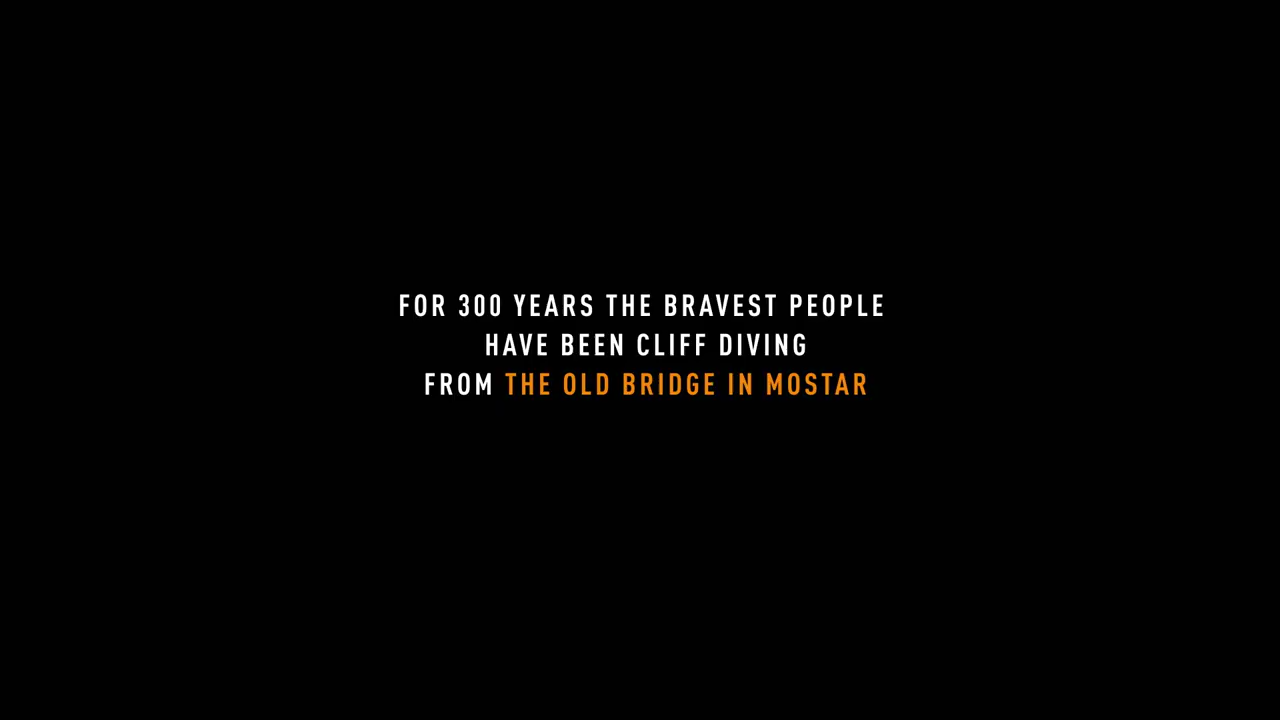 FOR 300 YEARS THE BRAVEST PEOPLE
HAVE BEEN CLIFF DIVING
FROM THE OLD BRIDGE IN MOSTAR